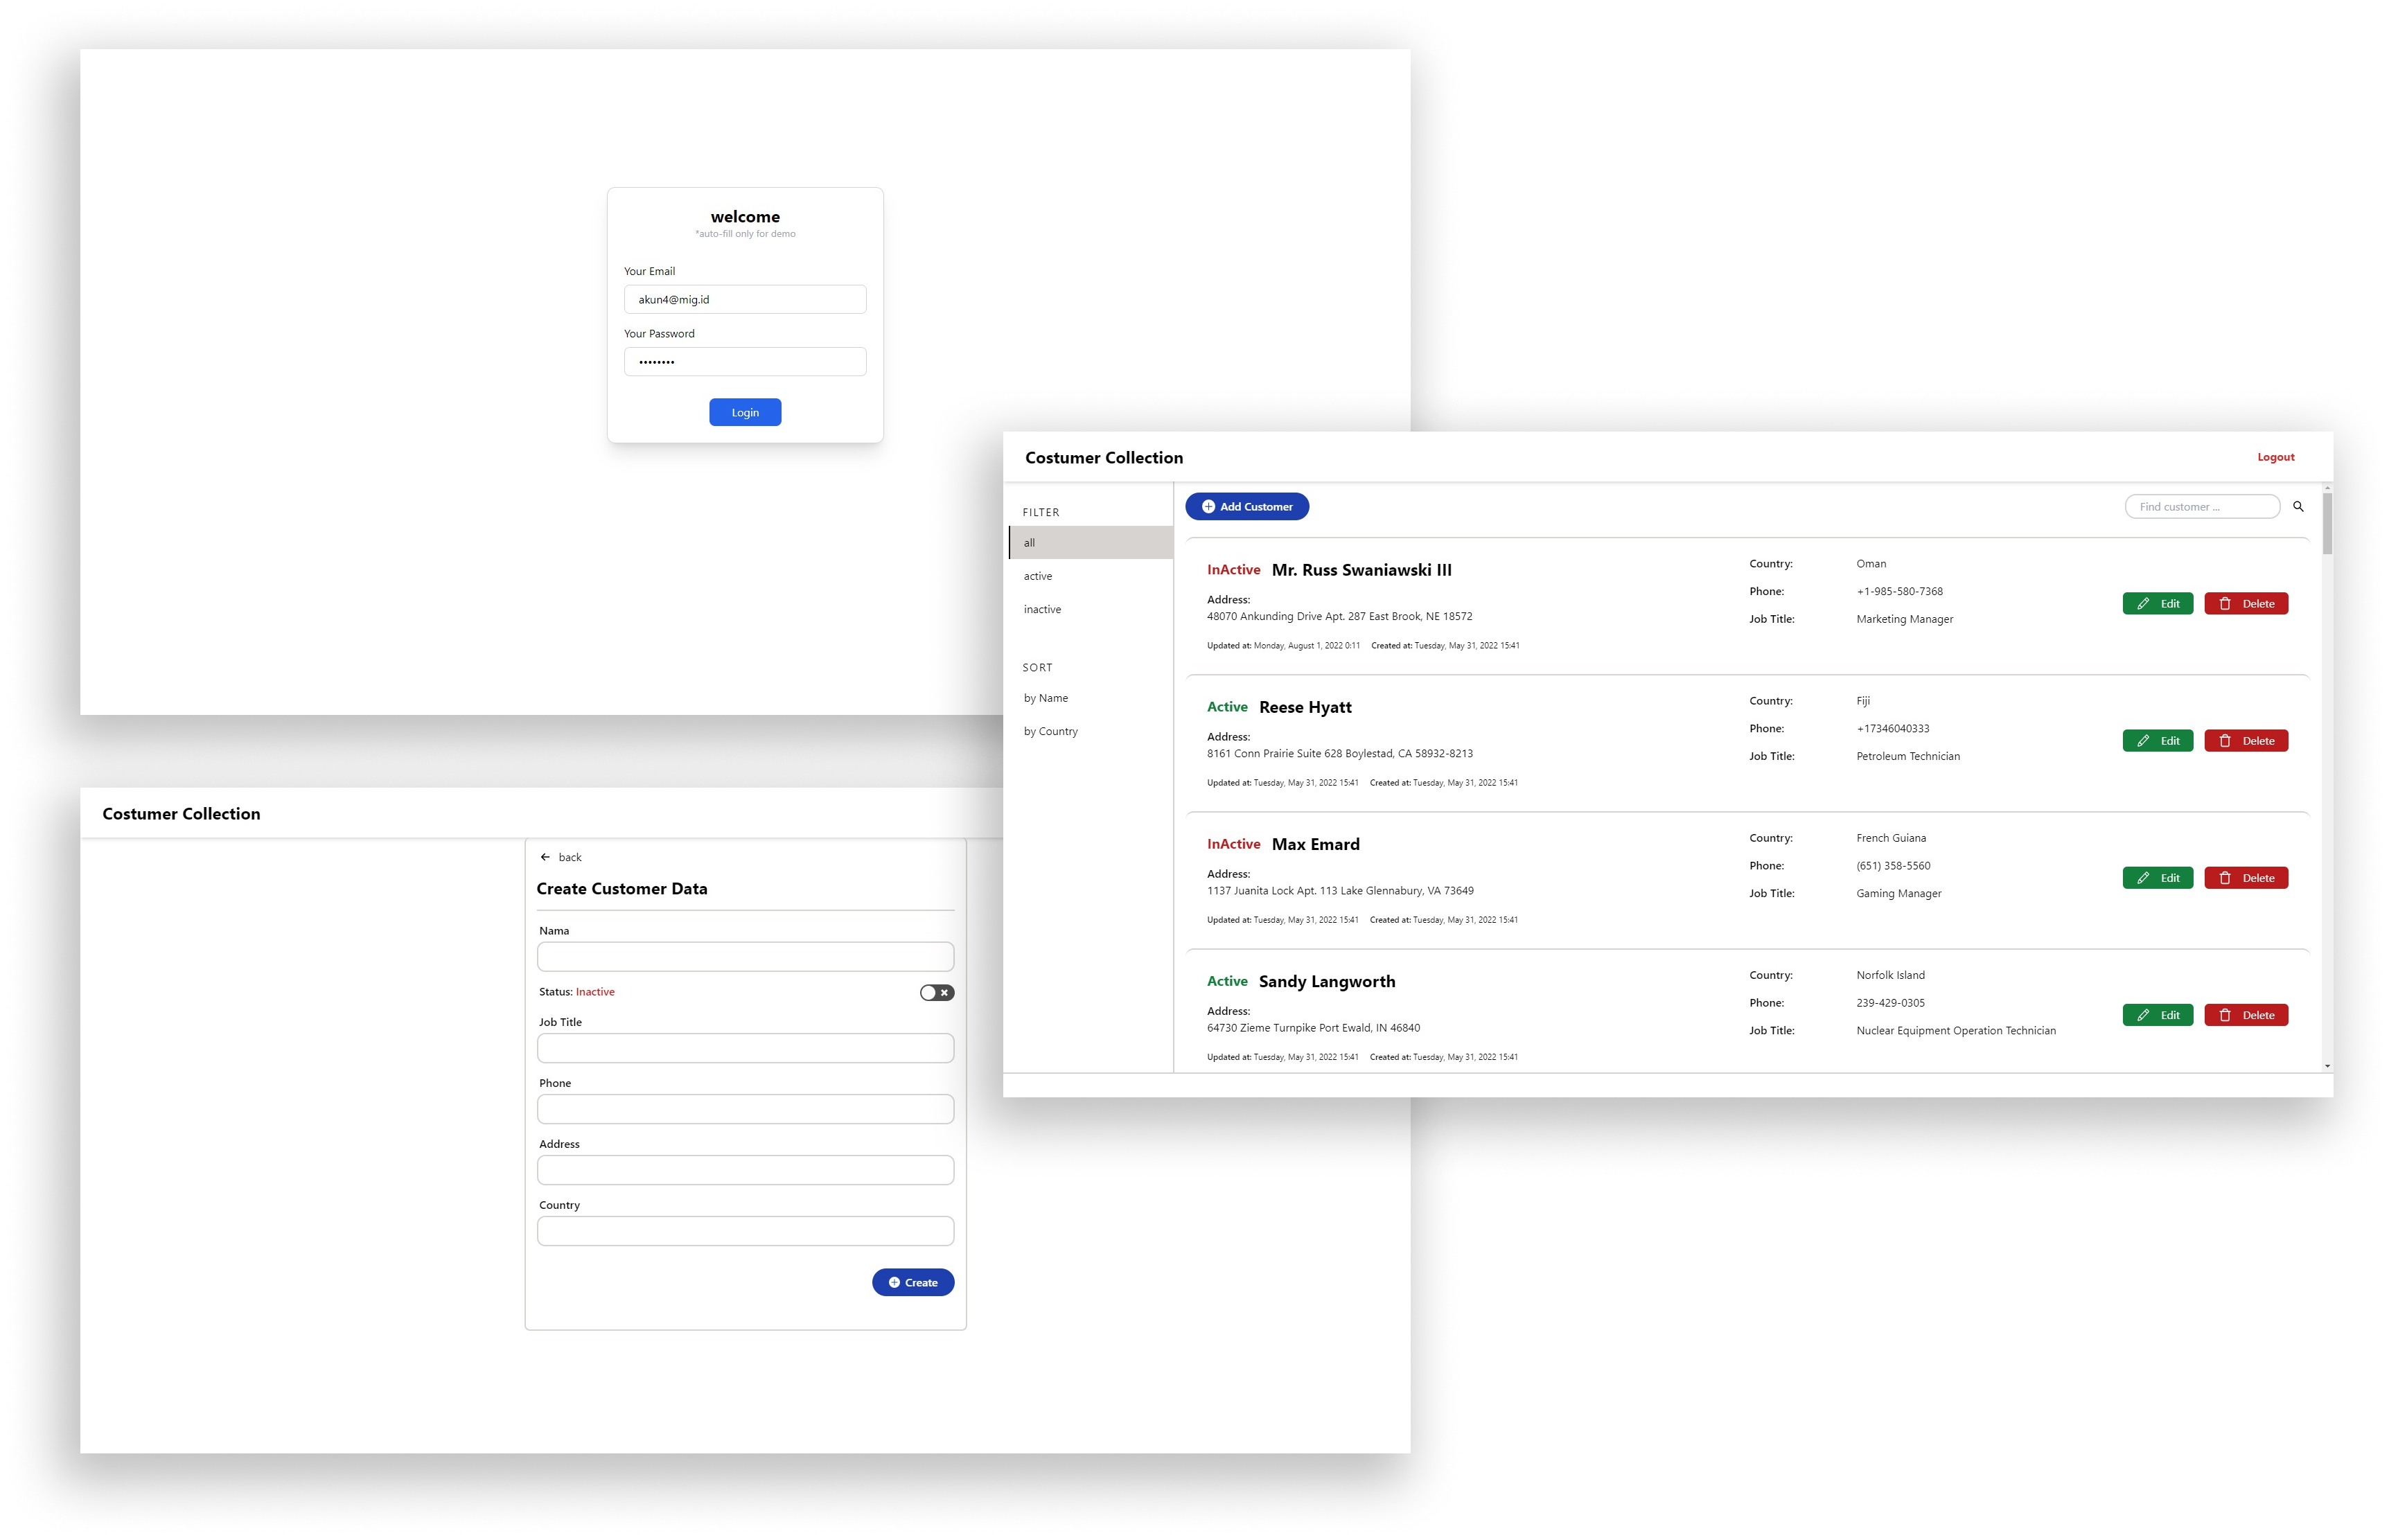 welcome
*auto-fill only for demo
Your Email
akun4@mig.id
Your Password
••••••••
Login
Costumer Collection
Logout
FILTER
all
active
inactive
SORT
by Name
by Country
Add Customer
Find customer ...
InActive Mr. Russ Swaniawski III
Address:
48070 Ankunding Drive Apt. 287 East Brook, NE 18572
Updated at: Monday, August 1, 2022 0:11 Created at: Tuesday, May 31, 2022 15:41
Country: Oman
Phone: +1-985-580-7368
Job Title: Marketing Manager
Edit Delete
Active Reese Hyatt
Address:
8161 Conn Prairie Suite 628 Boylestad, CA 58932-8213
Updated at: Tuesday, May 31, 2022 15:41 Created at: Tuesday, May 31, 2022 15:41
Country: Fiji
Phone: +17346040333
Job Title: Petroleum Technician
Edit Delete
InActive Max Emard
Address:
1137 Juanita Lock Apt. 113 Lake Glennabury, VA 73649
Updated at: Tuesday, May 31, 2022 15:41 Created at: Tuesday, May 31, 2022 15:41
Country: French Guiana
Phone: (651) 358-5560
Job Title: Gaming Manager
Edit Delete
Active Sandy Langworth
Address:
64730 Zieme Turnpike Port Ewald, IN 46840
Updated at: Tuesday, May 31, 2022 15:41 Created at: Tuesday, May 31, 2022 15:41
Country: Norfolk Island
Phone: 239-429-0305
Job Title: Nuclear Equipment Operation Technician
Edit Delete
Costumer Collection
back
Create Customer Data
Nama
Status: Inactive
Job Title
Phone
Address
Country
Create